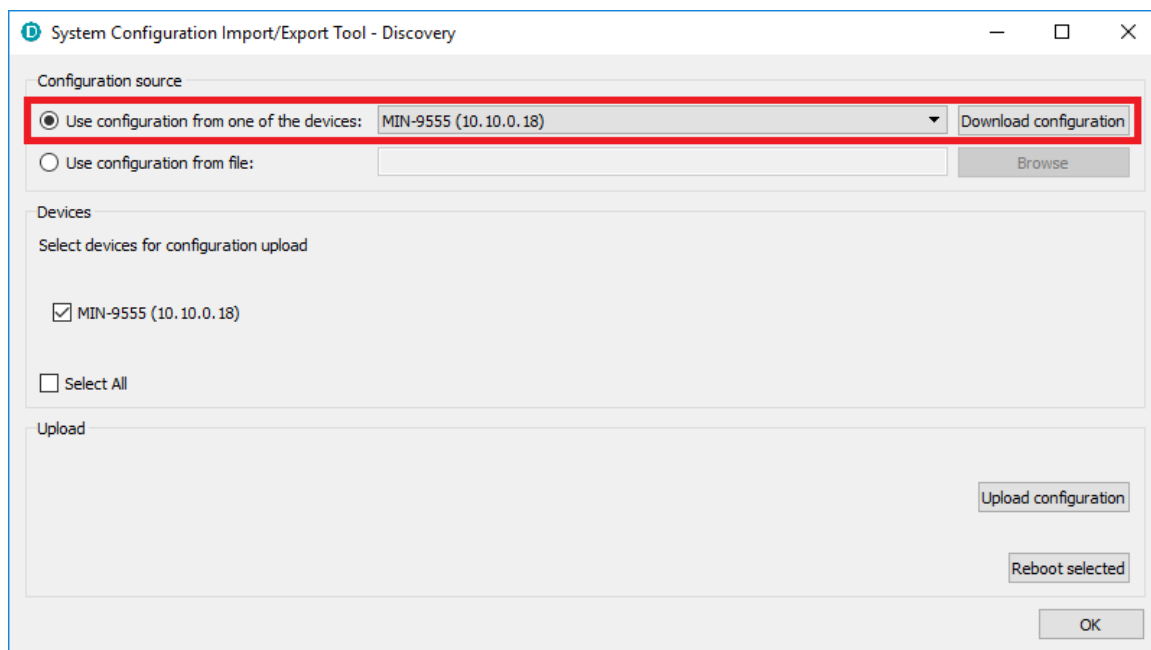 D System Configuration Import/Export Tool - Discovery
Configuration source
Use configuration from one of the devices: MIN-9555 (10.10.0.18) Download configuration
Use configuration from file: Browse
Devices
Select devices for configuration upload
MIN-9555 (10.10.0.18)
Select All
Upload
Upload configuration
Reboot selected
OK